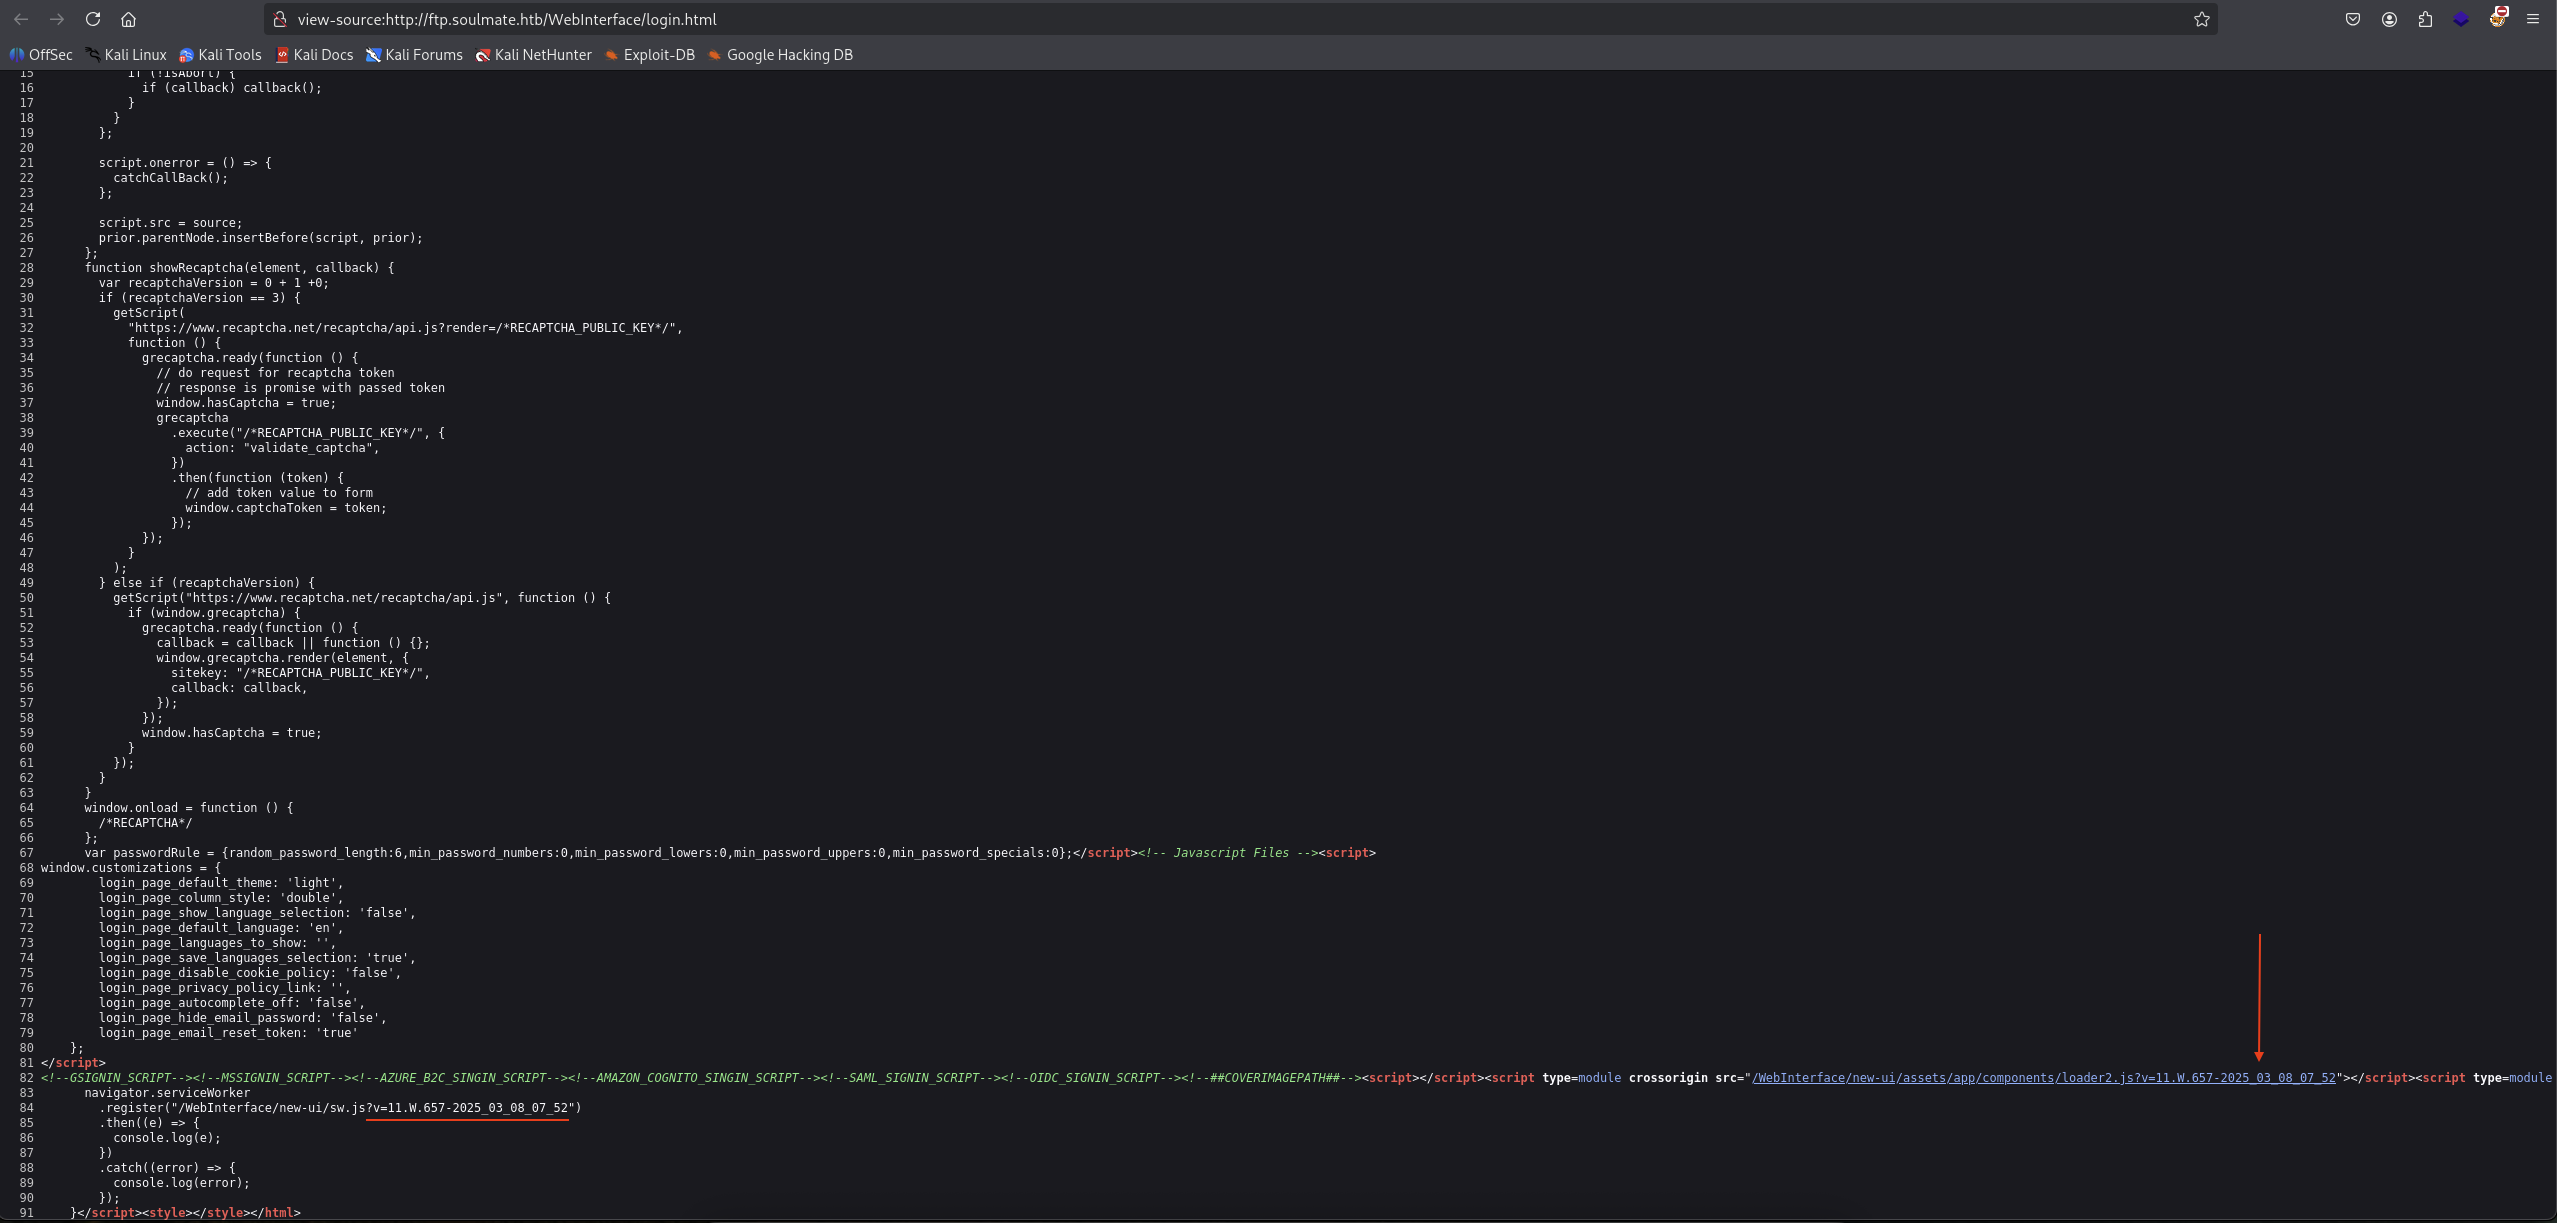 view-source:http://ftp.soulmate.htb/WebInterface/login.html
OffSec Kali Linux Kali Tools Kali Docs Kali Forums Kali NetHunter Exploit-DB Google Hacking DB
15 if (!isAbort) {
16 if (callback) callback();
17 }
18 }
19 };
20
21 script.onerror = () => {
22 catchCallBack();
23 };
24
25 script.src = source;
26 prior.parentNode.insertBefore(script, prior);
27 };
28 function showRecaptcha(element, callback) {
29 var recaptchaVersion = 0 + 1 +0;
30 if (recaptchaVersion == 3) {
31 getScript(
32 "https://www.recaptcha.net/recaptcha/api.js?render=/*RECAPTCHA_PUBLIC_KEY*/",
33 function () {
34 grecaptcha.ready(function () {
35 // do request for recaptcha token
36 // response is promise with passed token
37 window.hasCaptcha = true;
38 grecaptcha
39 .execute("/*RECAPTCHA_PUBLIC_KEY*/", {
40 action: "validate_captcha",
41 })
42 .then(function (token) {
43 // add token value to form
44 window.captchaToken = token;
45 });
46 });
47 }
48 );
49 } else if (recaptchaVersion) {
50 getScript("https://www.recaptcha.net/recaptcha/api.js", function () {
51 if (window.grecaptcha) {
52 grecaptcha.ready(function () {
53 callback = callback || function () {};
54 window.grecaptcha.render(element, {
55 sitekey: "/*RECAPTCHA_PUBLIC_KEY*/",
56 callback: callback,
57 });
58 });
59 window.hasCaptcha = true;
60 }
61 });
62 }
63 }
64 window.onload = function () {
65 /*RECAPTCHA*/
66 };
67 var passwordRule = {random_password_length:6,min_password_numbers:0,min_password_lowers:0,min_password_uppers:0,min_password_specials:0};</script><!-- Javascript Files --><script>
68 window.customizations = {
69 login_page_default_theme: 'light',
70 login_page_column_style: 'double',
71 login_page_show_language_selection: 'false',
72 login_page_default_language: 'en',
73 login_page_languages_to_show: '',
74 login_page_save_languages_selection: 'true',
75 login_page_disable_cookie_policy: 'false',
76 login_page_privacy_policy_link: '',
77 login_page_autocomplete_off: 'false',
78 login_page_hide_email_password: 'false',
79 login_page_email_reset_token: 'true'
80 };
81 </script>
82 <!--GSIGNIN_SCRIPT--><!--MSSIGNIN_SCRIPT--><!--AZURE_B2C_SINGIN_SCRIPT--><!--AMAZON_COGNITO_SINGIN_SCRIPT--><!--SAML_SIGNIN_SCRIPT--><!--OIDC_SIGNIN_SCRIPT--><!--##COVERIMAGEPATH##--><script></script><script type=module crossorigin src="/WebInterface/new-ui/assets/app/components/loader2.js?v=11.W.657-2025_03_08_07_52"></script><script type=module
83 navigator.serviceWorker
84 .register("/WebInterface/new-ui/sw.js?v=11.W.657-2025_03_08_07_52")
85 .then((e) => {
86 console.log(e);
87 })
88 .catch((error) => {
89 console.log(error);
90 });
91 }</script><style></style></html>